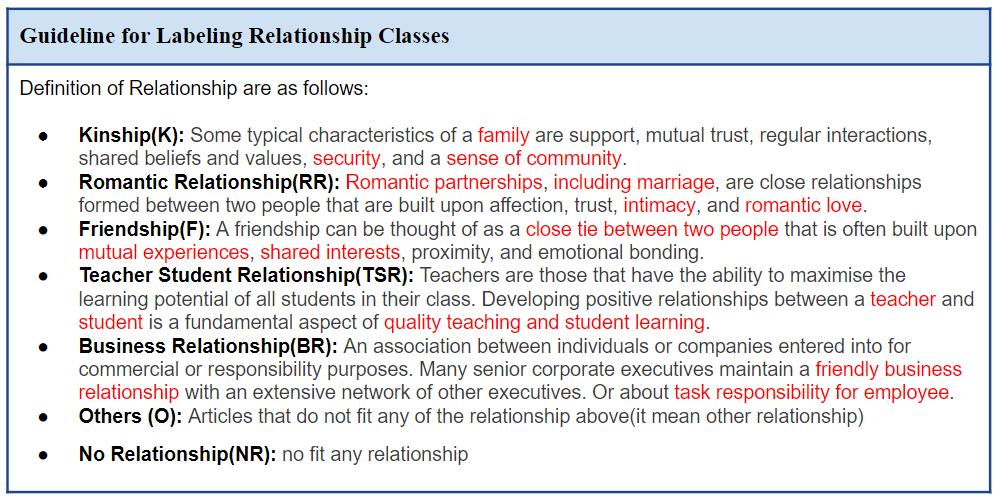 Guideline for Labeling Relationship Classes
Definition of Relationship are as follows:
● Kinship(K): Some typical characteristics of a family are support, mutual trust, regular interactions,
shared beliefs and values, security, and a sense of community.
● Romantic Relationship(RR): Romantic partnerships, including marriage, are close relationships
formed between two people that are built upon affection, trust, intimacy, and romantic love.
● Friendship(F): A friendship can be thought of as a close tie between two people that is often built upon
mutual experiences, shared interests, proximity, and emotional bonding.
● Teacher Student Relationship(TSR): Teachers are those that have the ability to maximise the
learning potential of all students in their class. Developing positive relationships between a teacher and
student is a fundamental aspect of quality teaching and student learning.
● Business Relationship(BR): An association between individuals or companies entered into for
commercial or responsibility purposes. Many senior corporate executives maintain a friendly business
relationship with an extensive network of other executives. Or about task responsibility for employee.
● Others (O): Articles that do not fit any of the relationship above(it mean other relationship)
● No Relationship(NR): no fit any relationship